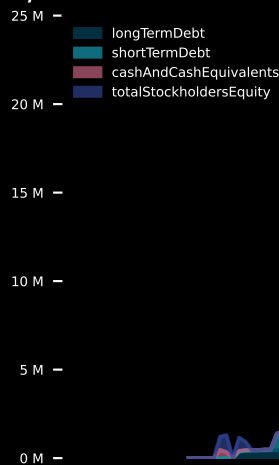 25 M
longTermDebt
shortTermDebt
cashAndCashEquivalents
totalStockholdersEquity
20 M
15 M
10 M
5 M
0 M